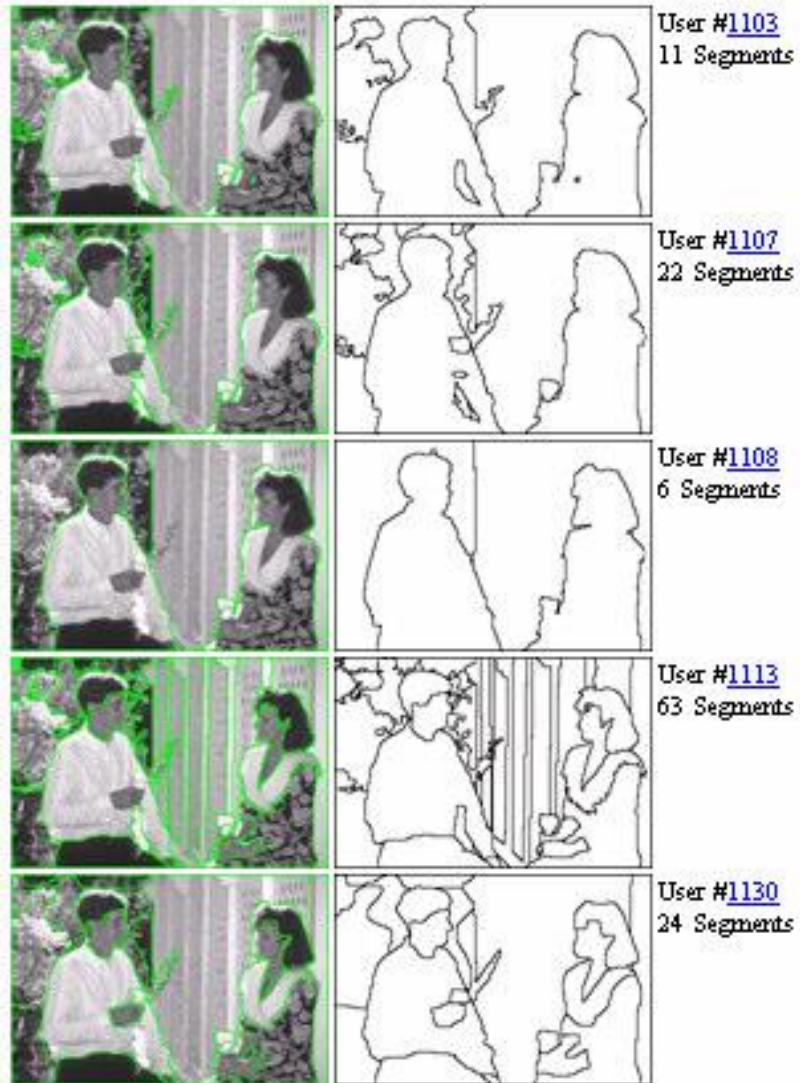 User #1103
11 Segments
User #1107
22 Segments
User #1108
6 Segments
User #1113
63 Segments
User #1130
24 Segments